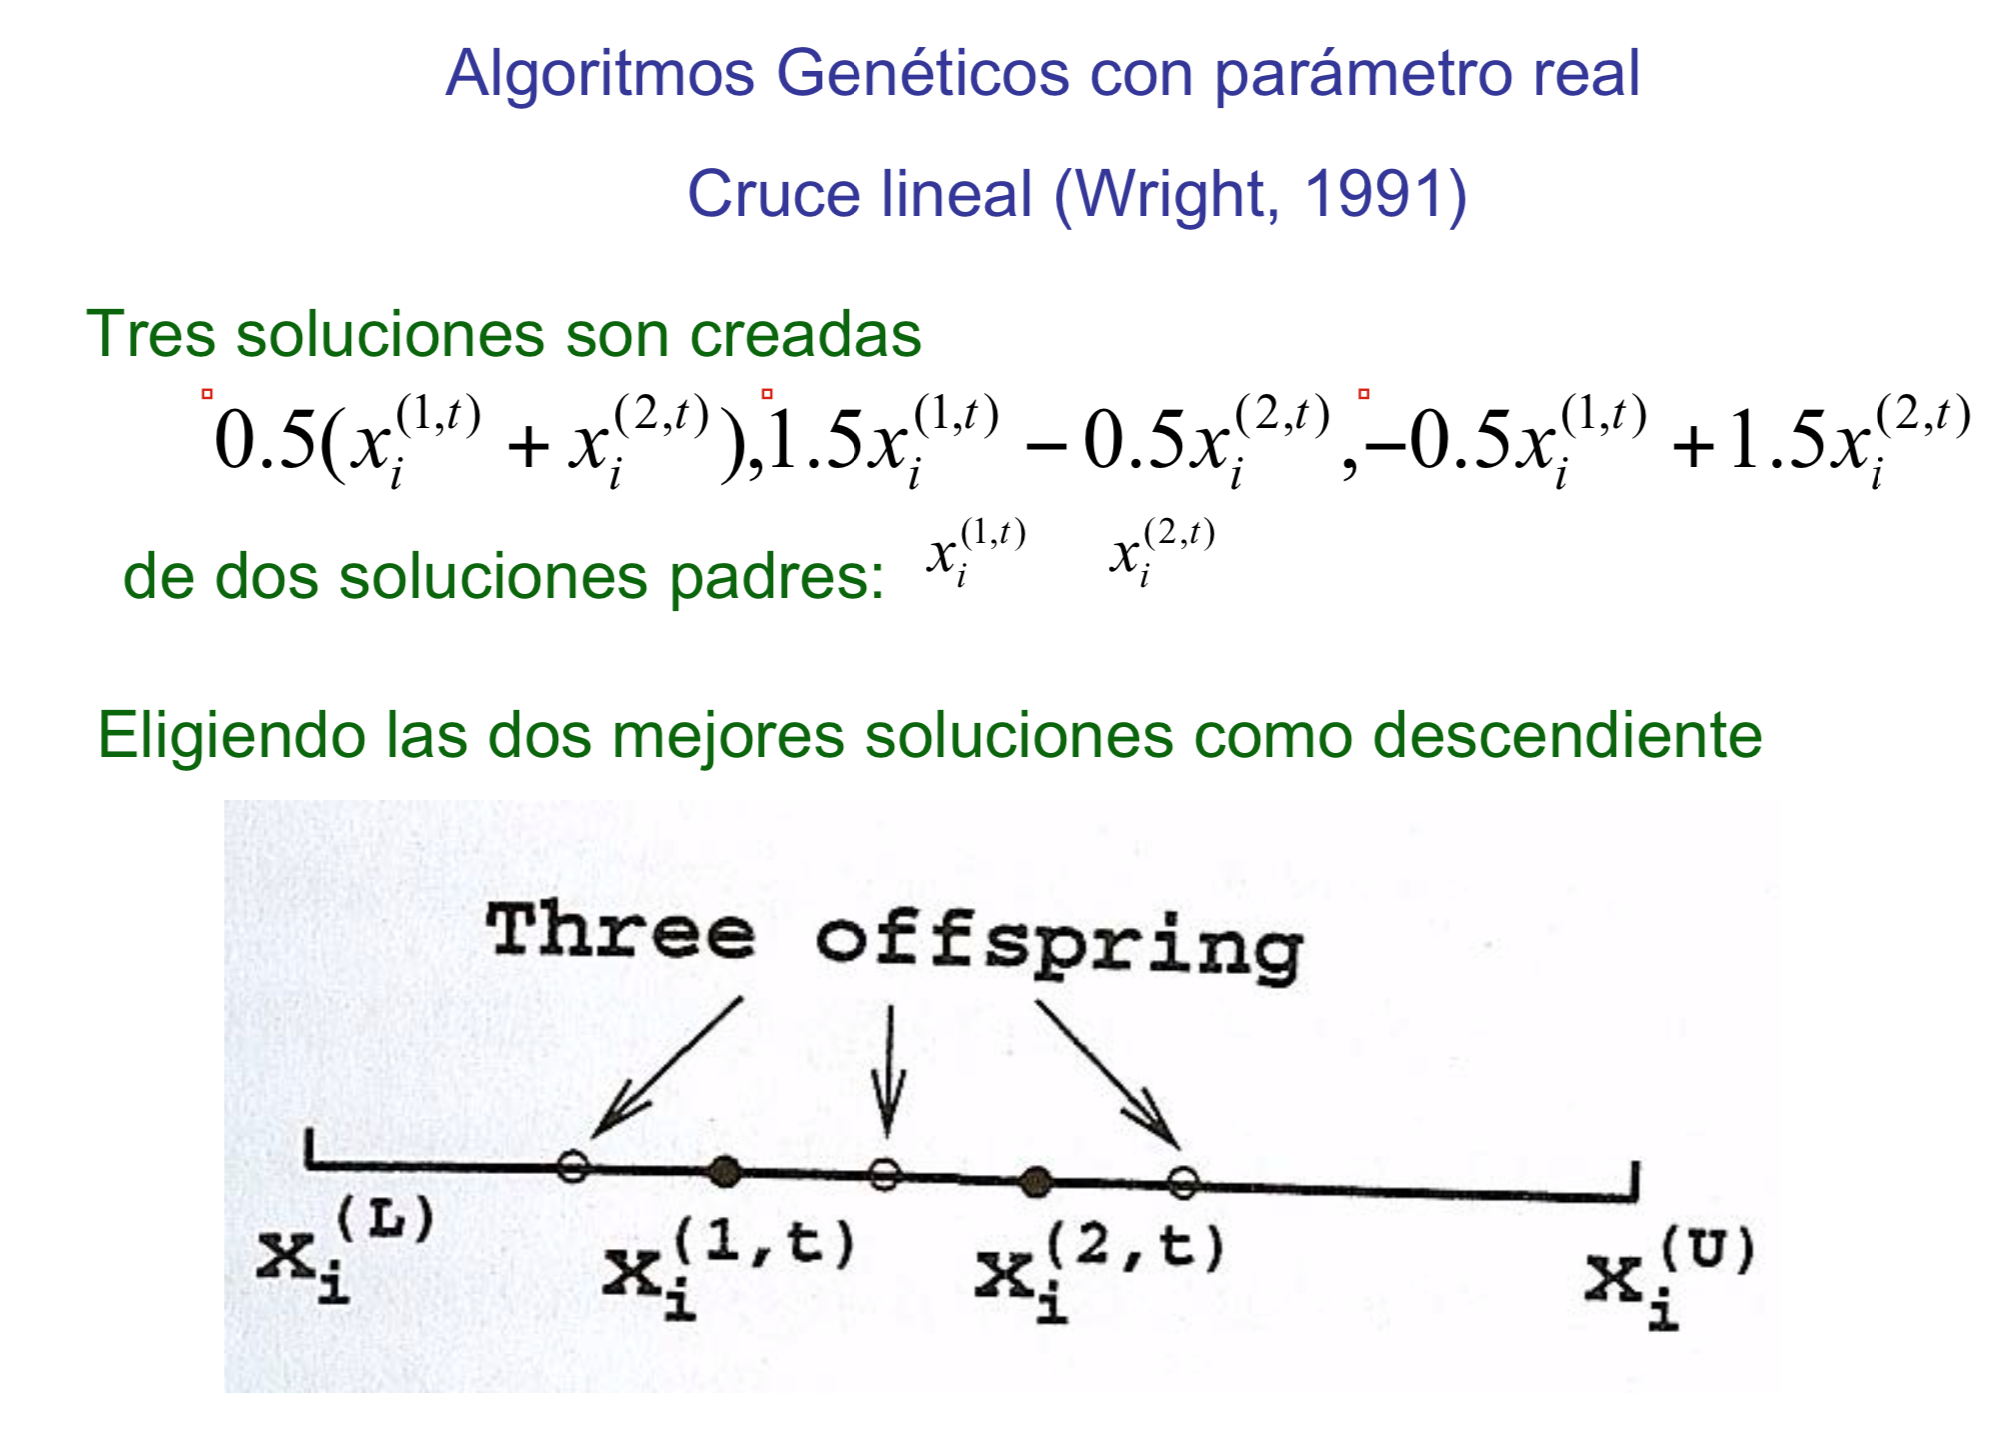 Algoritmos Genéticos con parámetro real
Cruce lineal (Wright, 1991)
Tres soluciones son creadas
0.5(x_i^{(1,t)} + x_i^{(2,t)}),1.5x_i^{(1,t)} − 0.5x_i^{(2,t)},−0.5x_i^{(1,t)} +1.5x_i^{(2,t)}
de dos soluciones padres: x_i^{(1,t)} x_i^{(2,t)}
Eligiendo las dos mejores soluciones como descendiente
Three offspring
x_i^{(L)} x_i^{(1,t)} x_i^{(2,t)} x_i^{(U)}